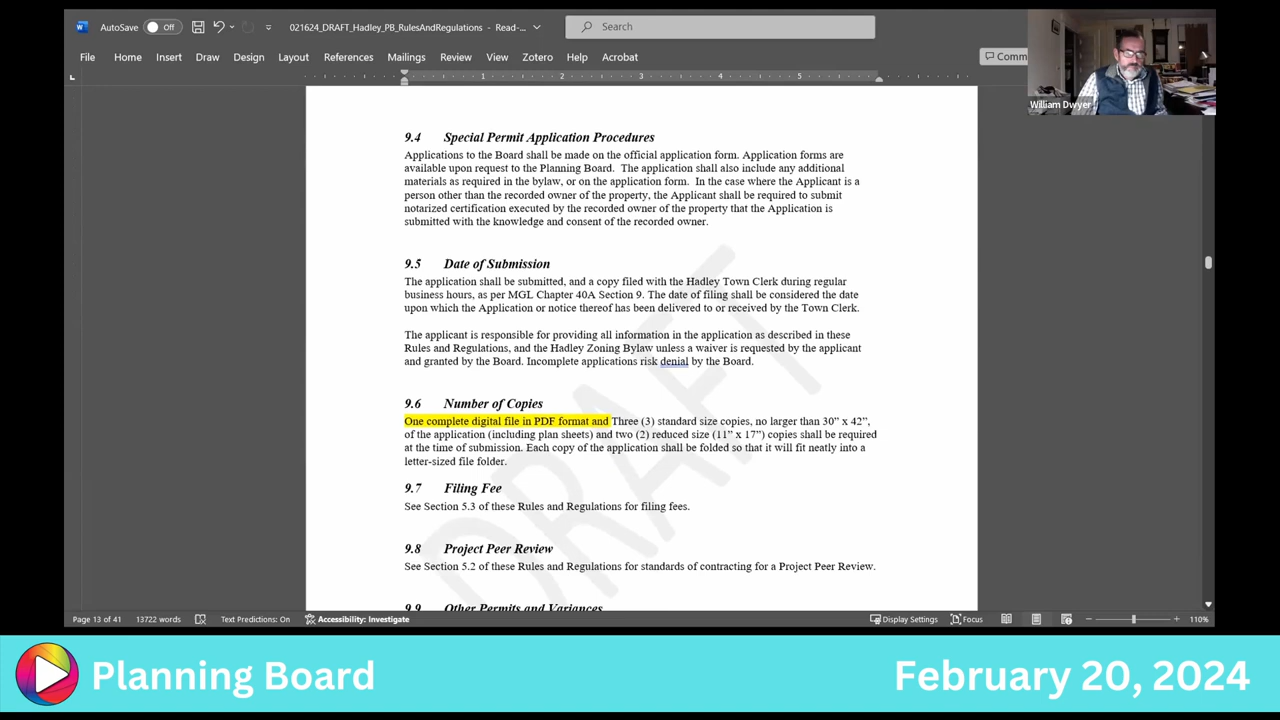 AutoSave Off 021624_DRAFT_Hadley_PB_RulesAndRegulations - Read-... Search
File Home Insert Draw Design Layout References Mailings Review View Zotero Help Acrobat Comm
William Dwyer
1 2 3 4 5
9.4 Special Permit Application Procedures
Applications to the Board shall be made on the official application form. Application forms are
available upon request to the Planning Board. The application shall also include any additional
materials as required in the bylaw, or on the application form. In the case where the Applicant is a
person other than the recorded owner of the property, the Applicant shall be required to submit
notarized certification executed by the recorded owner of the property that the Application is
submitted with the knowledge and consent of the recorded owner.
9.5 Date of Submission
The application shall be submitted, and a copy filed with the Hadley Town Clerk during regular
business hours, as per MGL Chapter 40A Section 9. The date of filing shall be considered the date
upon which the Application or notice thereof has been delivered to or received by the Town Clerk.
The applicant is responsible for providing all information in the application as described in these
Rules and Regulations, and the Hadley Zoning Bylaw unless a waiver is requested by the applicant
and granted by the Board. Incomplete applications risk denial by the Board.
9.6 Number of Copies
One complete digital file in PDF format and Three (3) standard size copies, no larger than 30” x 42”,
of the application (including plan sheets) and two (2) reduced size (11” x 17”) copies shall be required
at the time of submission. Each copy of the application shall be folded so that it will fit neatly into a
letter-sized file folder.
9.7 Filing Fee
See Section 5.3 of these Rules and Regulations for filing fees.
9.8 Project Peer Review
See Section 5.2 of these Rules and Regulations for standards of contracting for a Project Peer Review.
9.9 Other Permits and Variances
DRAFT
Page 13 of 41 13722 words Text Predictions: On Accessibility: Investigate Display Settings Focus 110%
Planning Board February 20, 2024